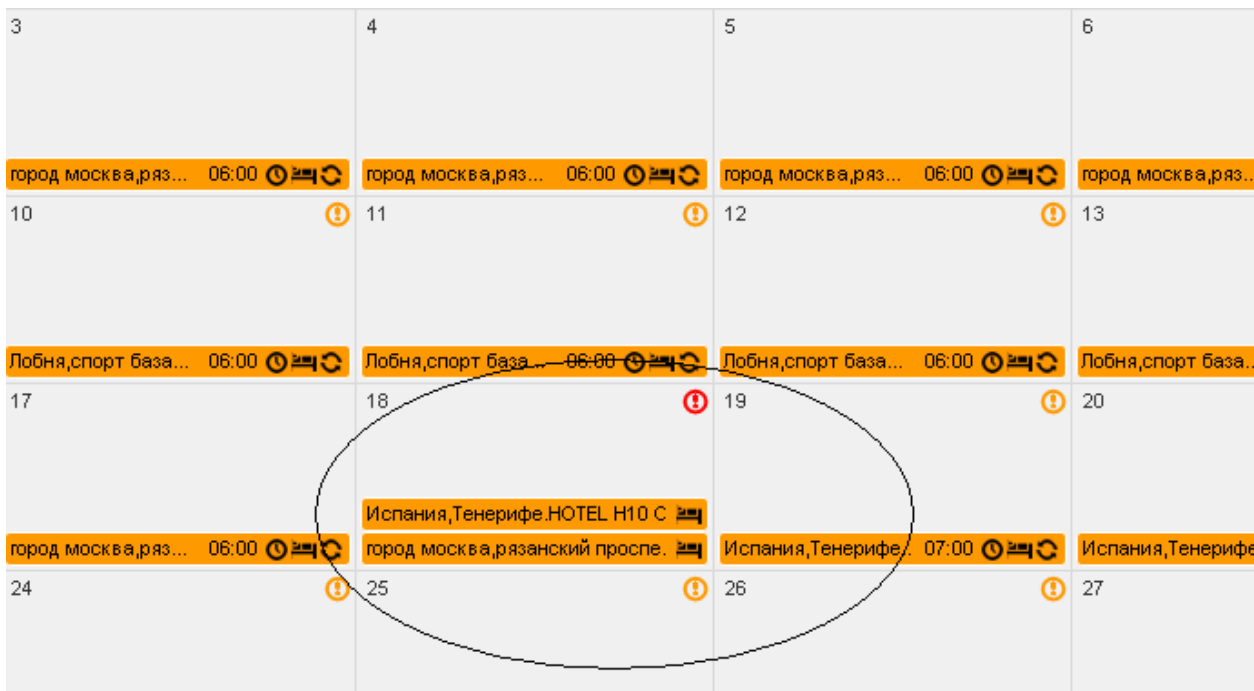 3 4 5 6
город москва,ряз... 06:00 город москва,ряз... 06:00 город москва,ряз... 06:00 город москва,ряз..
10 11 12 13
Лобня,спорт база... 06:00 Лобня,спорт база... 06:00 Лобня,спорт база... 06:00 Лобня,спорт база..
17 18 19 20
Испания,Тенерифе.HOTEL H10 C
город москва,ряз... 06:00 город москва,рязанский проспе. Испания,Тенерифе. 07:00 Испания,Тенерифе
24 25 26 27